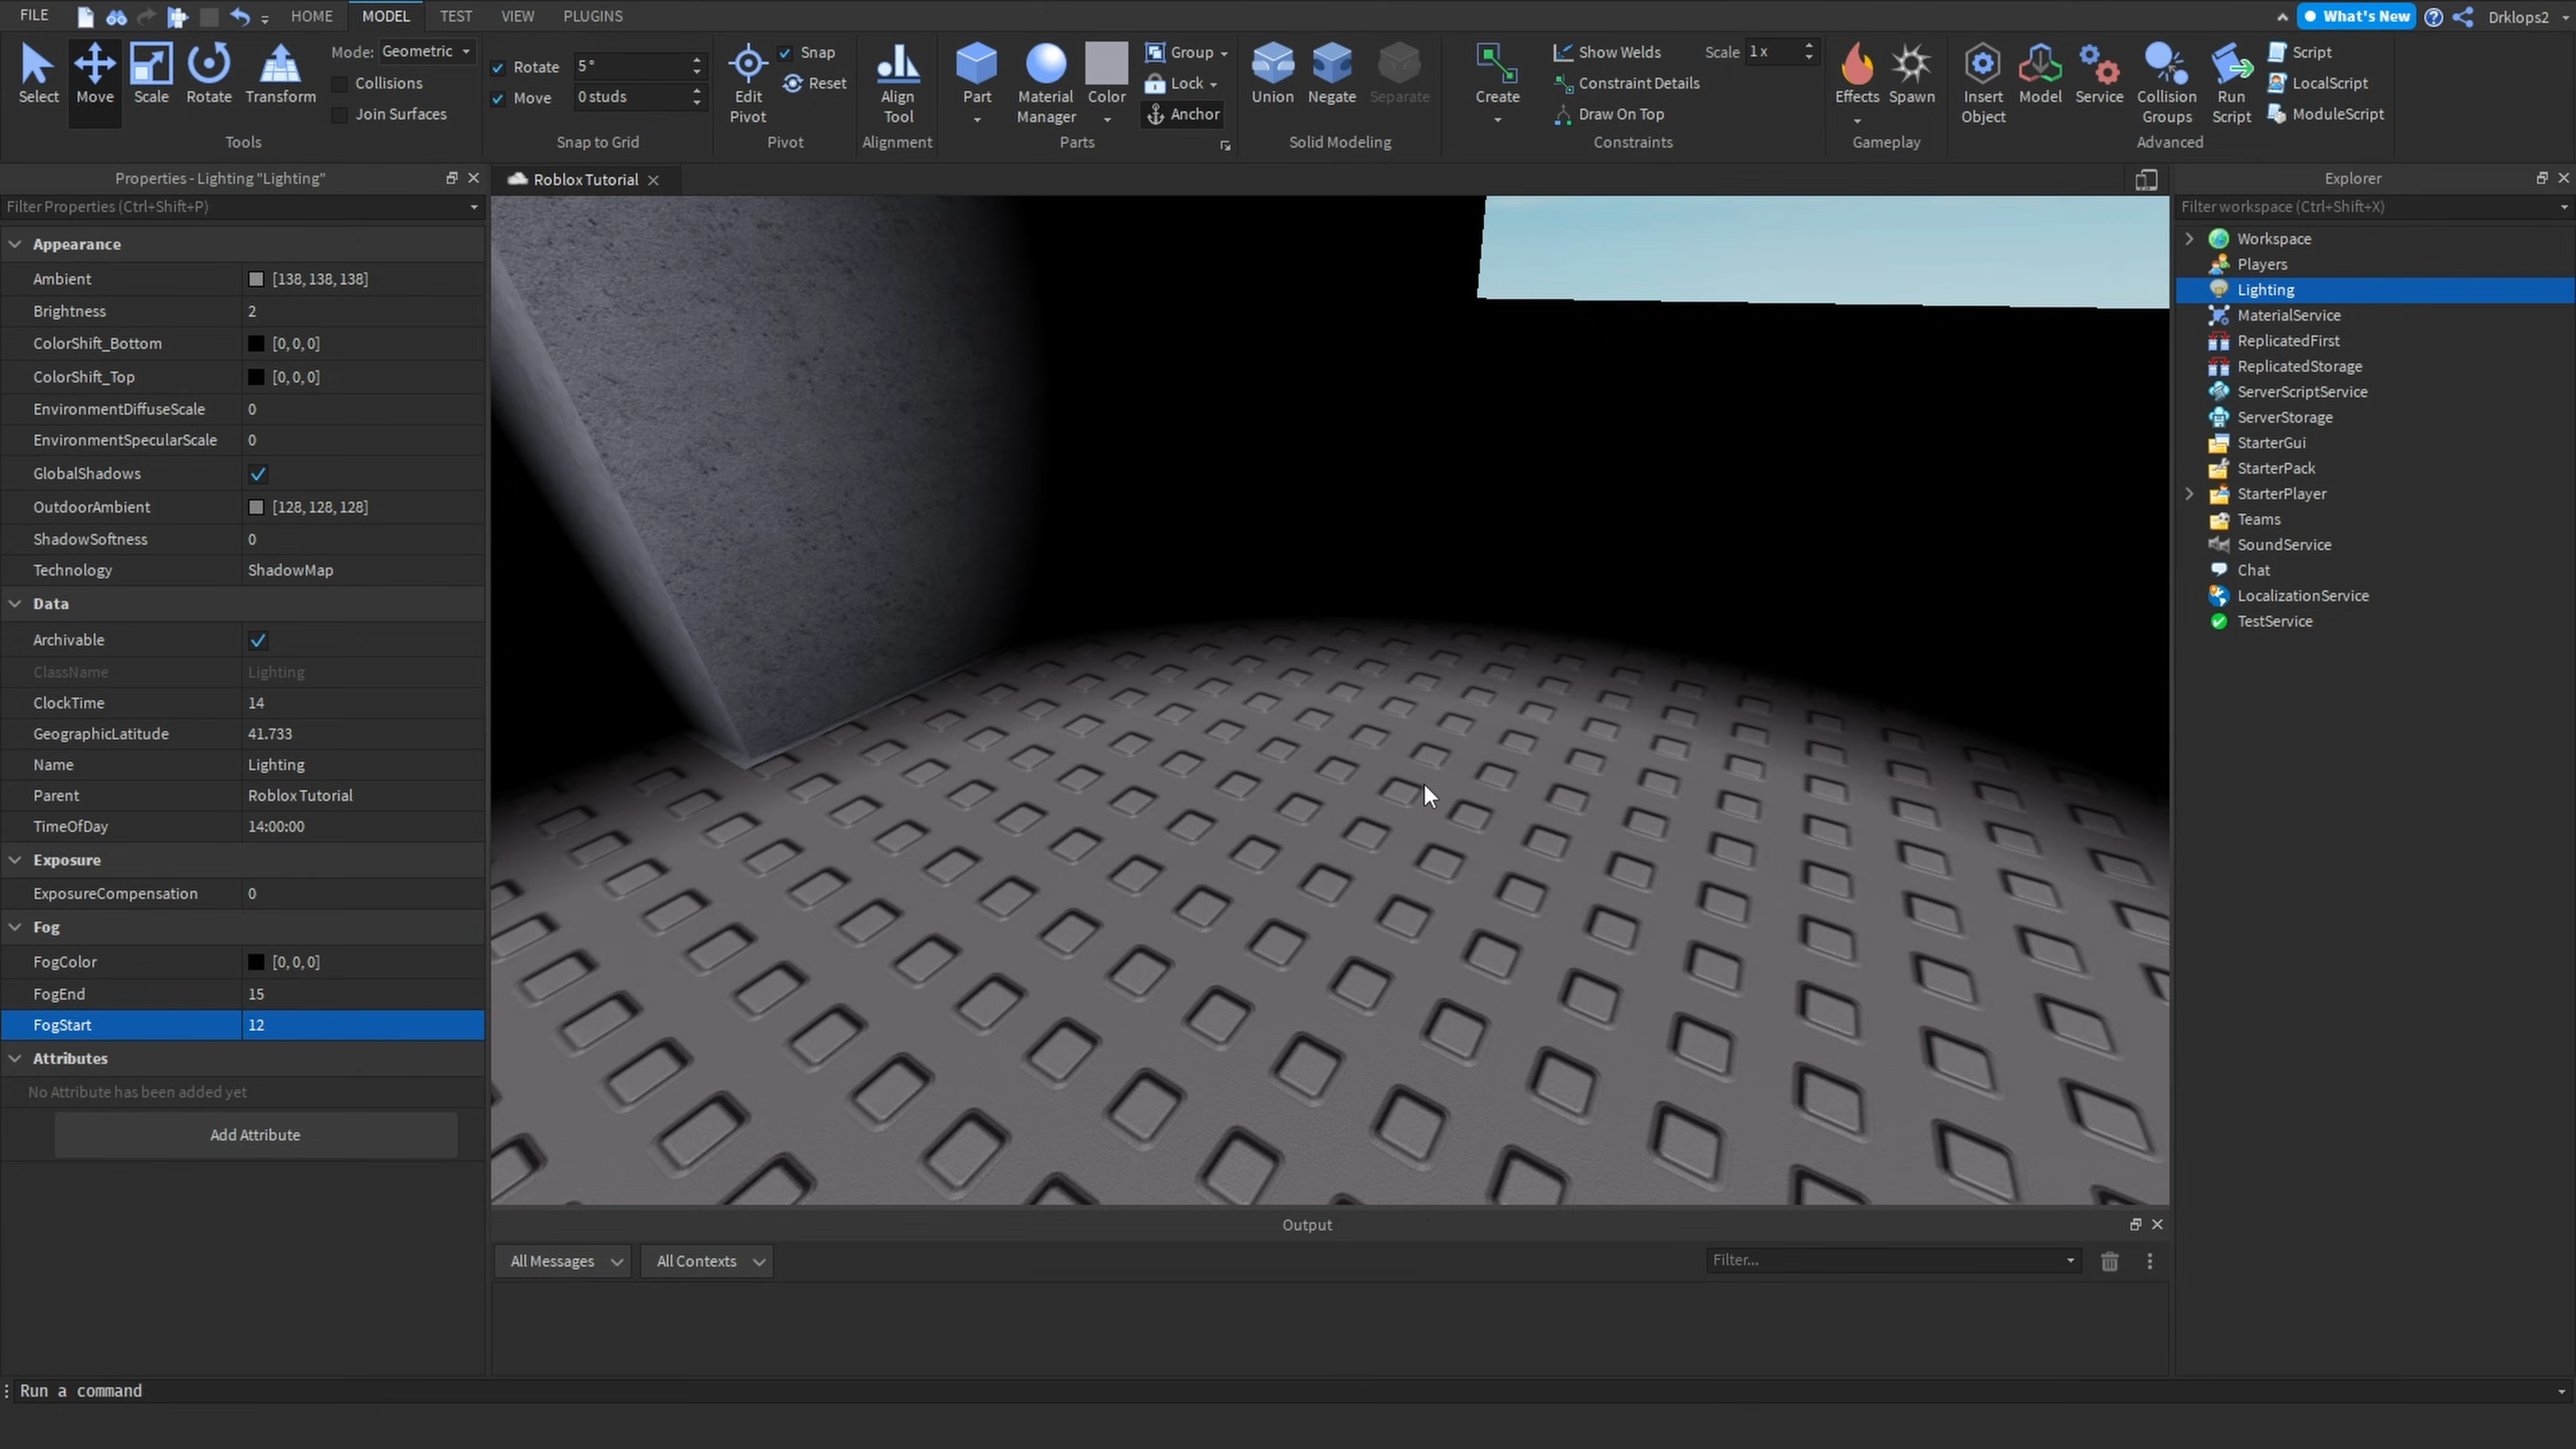 FILE HOME MODEL TEST VIEW PLUGINS What's New Drklops2
Select Move Scale Rotate Transform
Mode: Geometric
Collisions
Join Surfaces
Tools
Rotate 5°
Move 0 studs
Snap to Grid
Edit Pivot
Snap
Reset
Pivot
Align Tool
Alignment
Part
Material Manager
Color
Group
Lock
Anchor
Parts
Union Negate Separate
Solid Modeling
Create
Show Welds Scale 1 x
Constraint Details
Draw On Top
Constraints
Effects Spawn
Gameplay
Insert Object
Model
Service
Collision Groups
Run Script
Script
LocalScript
ModuleScript
Advanced
Properties - Lighting "Lighting"
Filter Properties (Ctrl+Shift+P)
Appearance
Ambient [138, 138, 138]
Brightness 2
ColorShift_Bottom [0, 0, 0]
ColorShift_Top [0, 0, 0]
EnvironmentDiffuseScale 0
EnvironmentSpecularScale 0
GlobalShadows
OutdoorAmbient [128, 128, 128]
ShadowSoftness 0
Technology ShadowMap
Data
Archivable
ClassName Lighting
ClockTime 14
GeographicLatitude 41.733
Name Lighting
Parent Roblox Tutorial
TimeOfDay 14:00:00
Exposure
ExposureCompensation 0
Fog
FogColor [0, 0, 0]
FogEnd 15
FogStart 12
Attributes
No Attribute has been added yet
Add Attribute
Roblox Tutorial
Output
All Messages All Contexts Filter...
Explorer
Filter workspace (Ctrl+Shift+X)
Workspace
Players
Lighting
MaterialService
ReplicatedFirst
ReplicatedStorage
ServerScriptService
ServerStorage
StarterGui
StarterPack
StarterPlayer
Teams
SoundService
Chat
LocalizationService
TestService
Run a command